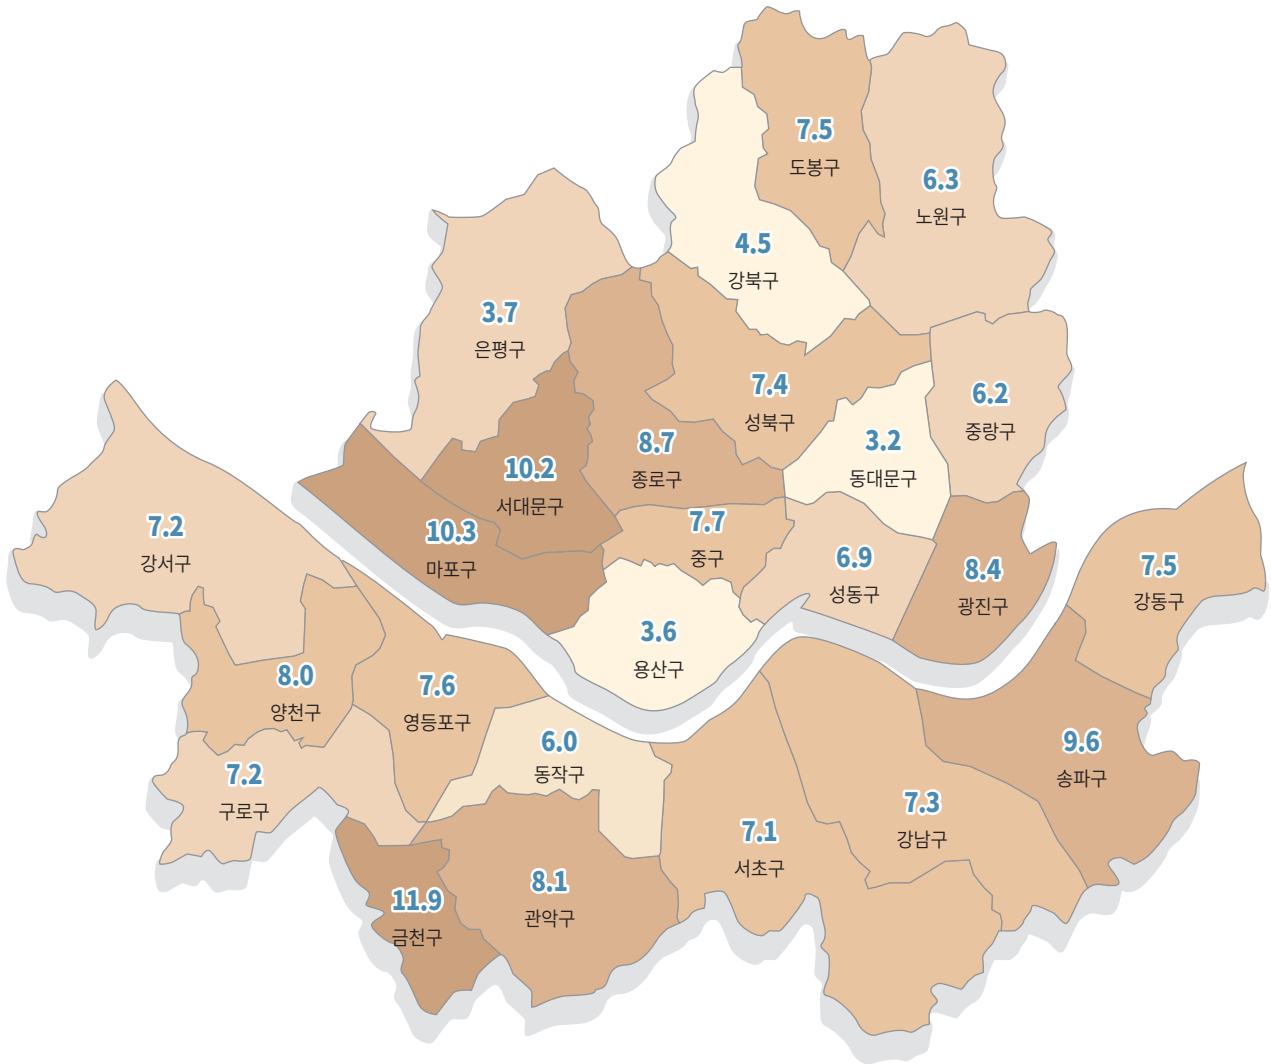 7.5
도봉구
6.3
노원구
4.5
강북구
3.7
은평구
7.4
성북구
6.2
중랑구
8.7
종로구
3.2
동대문구
10.2
서대문구
10.3
마포구
7.7
중구
7.2
강서구
6.9
성동구
8.4
광진구
7.5
강동구
3.6
용산구
8.0
양천구
7.6
영등포구
6.0
동작구
9.6
송파구
7.2
구로구
7.3
강남구
7.1
서초구
8.1
관악구
11.9
금천구